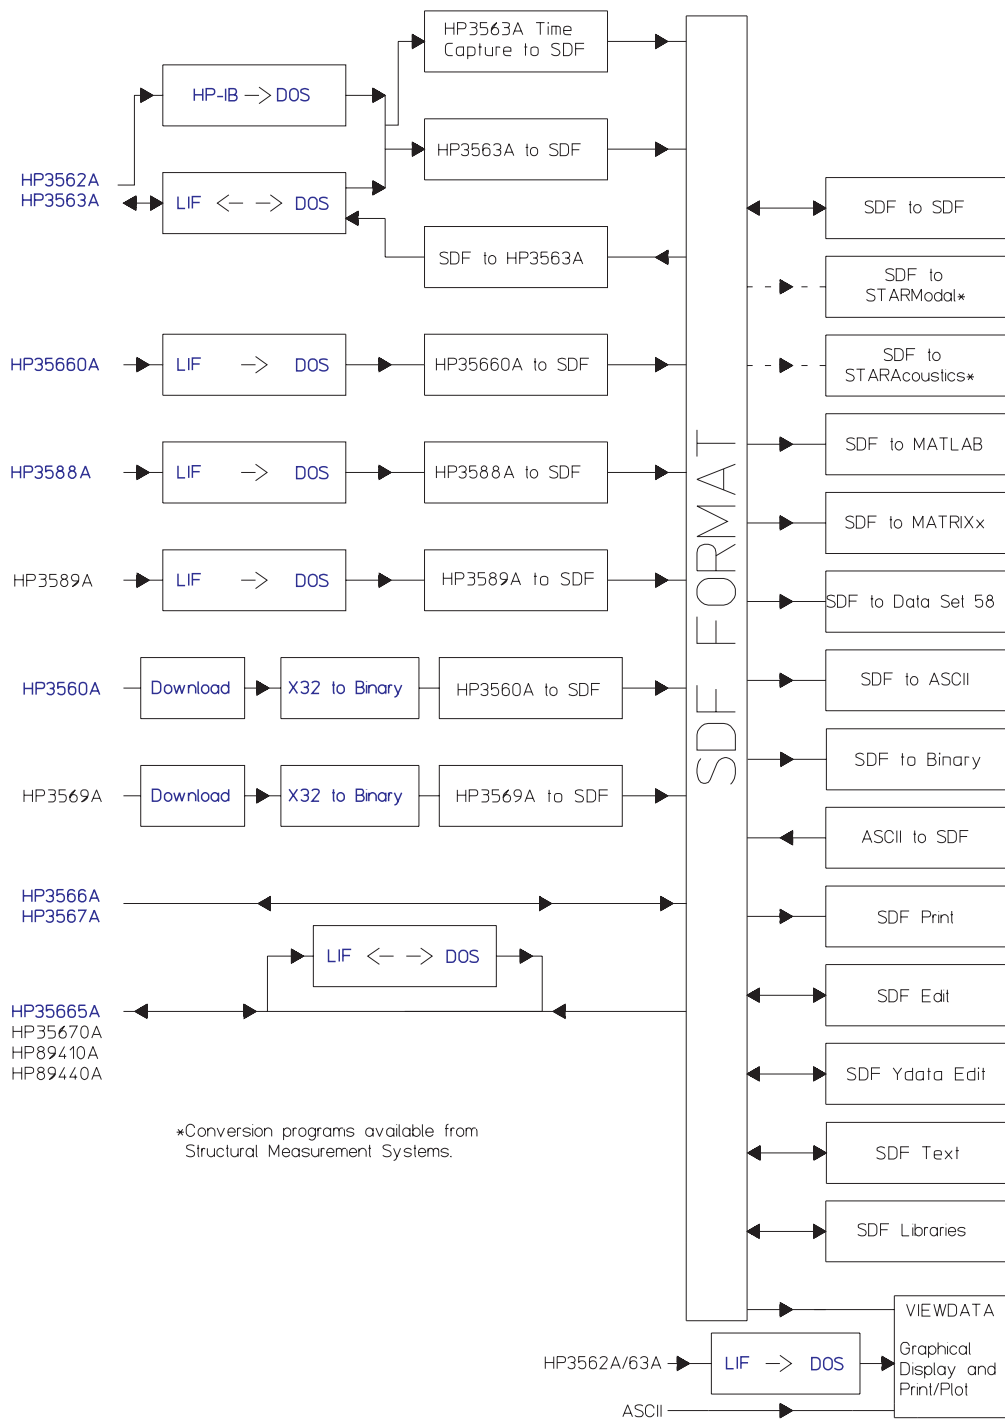 HP3563A Time
Capture to SDF
HP-IB -> DOS
HP3563A to SDF
HP3562A
HP3563A
LIF <- -> DOS
SDF to HP3563A
HP35660A
LIF -> DOS
HP35660A to SDF
HP3588A
LIF -> DOS
HP3588A to SDF
HP3589A
LIF -> DOS
HP3589A to SDF
HP3560A
Download
X32 to Binary
HP3560A to SDF
HP3569A
Download
X32 to Binary
HP3569A to SDF
HP3566A
HP3567A
LIF <- -> DOS
HP35665A
HP35670A
HP89410A
HP89440A
*Conversion programs available from
Structural Measurement Systems.
SDF FORMAT
SDF to SDF
SDF to
STARModal*
SDF to
STARAcoustics*
SDF to MATLAB
SDF to MATRIXx
SDF to Data Set 58
SDF to ASCII
SDF to Binary
ASCII to SDF
SDF Print
SDF Edit
SDF Ydata Edit
SDF Text
SDF Libraries
VIEWDATA
Graphical
Display and
Print/Plot
HP3562A/63A
LIF -> DOS
ASCII